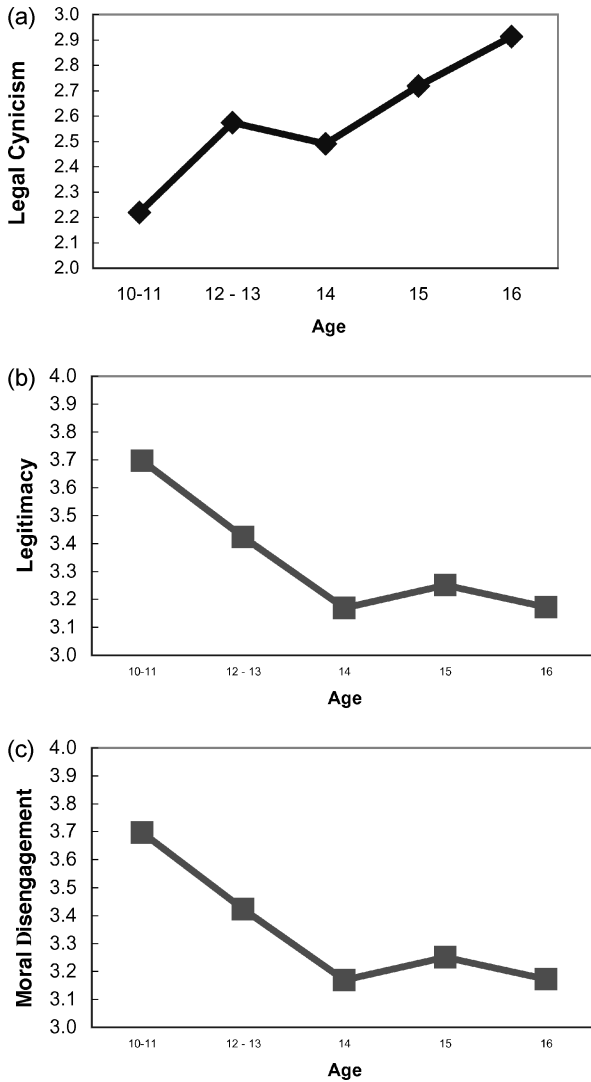 (a)
Legal Cynicism
3.0
2.9
2.8
2.7
2.6
2.5
2.4
2.3
2.2
2.1
2.0
10-11 12 - 13 14 15 16
Age
(b)
Legitimacy
4.0
3.9
3.8
3.7
3.6
3.5
3.4
3.3
3.2
3.1
3.0
10-11 12 - 13 14 15 16
Age
(c)
Moral Disengagement
4.0
3.9
3.8
3.7
3.6
3.5
3.4
3.3
3.2
3.1
3.0
10-11 12 - 13 14 15 16
Age